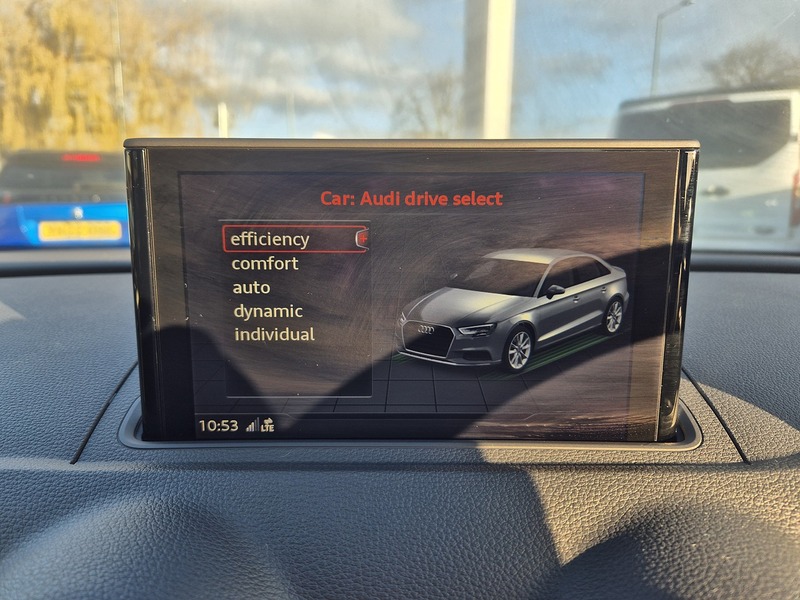 Car: Audi drive select
efficiency
comfort
auto
dynamic
individual
10:53 LTE